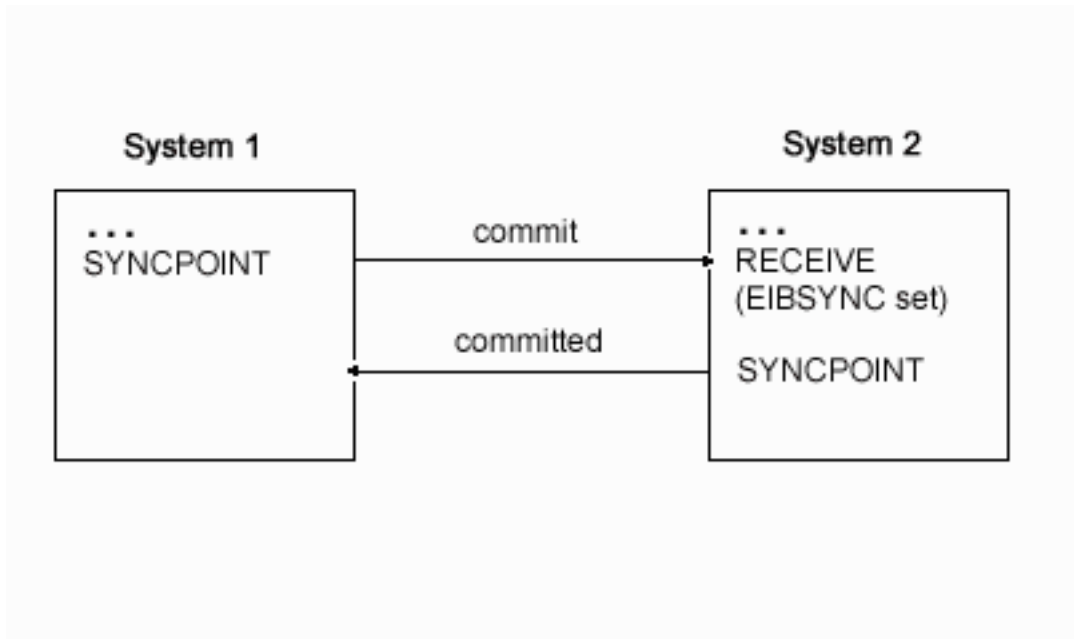 System 1
System 2
...
SYNCPOINT
commit
committed
...
RECEIVE
(EIBSYNC set)
SYNCPOINT